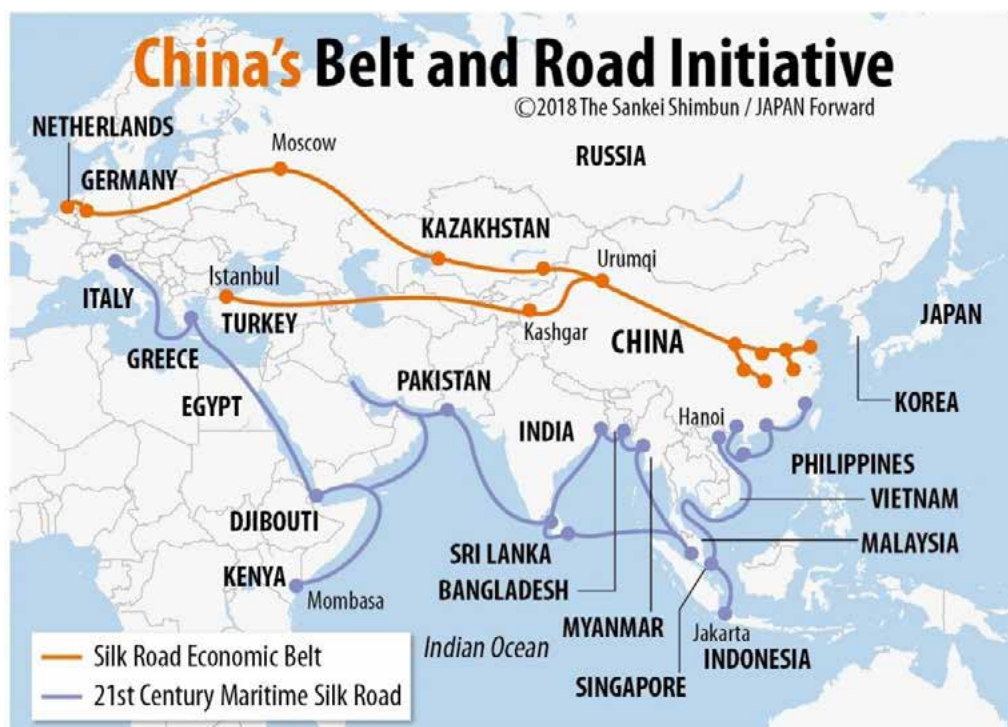 China's Belt and Road Initiative
©2018 The Sankei Shimbun / JAPAN Forward
NETHERLANDS
Moscow
RUSSIA
GERMANY
KAZAKHSTAN
Urumqi
Istanbul
ITALY
TURKEY
Kashgar
CHINA
JAPAN
GREECE
PAKISTAN
KOREA
EGYPT
INDIA
Hanoi
PHILIPPINES
VIETNAM
DJIBOUTI
SRI LANKA
MALAYSIA
KENYA
BANGLADESH
Mombasa
MYANMAR
Jakarta
Indian Ocean
INDONESIA
SINGAPORE
Silk Road Economic Belt
21st Century Maritime Silk Road